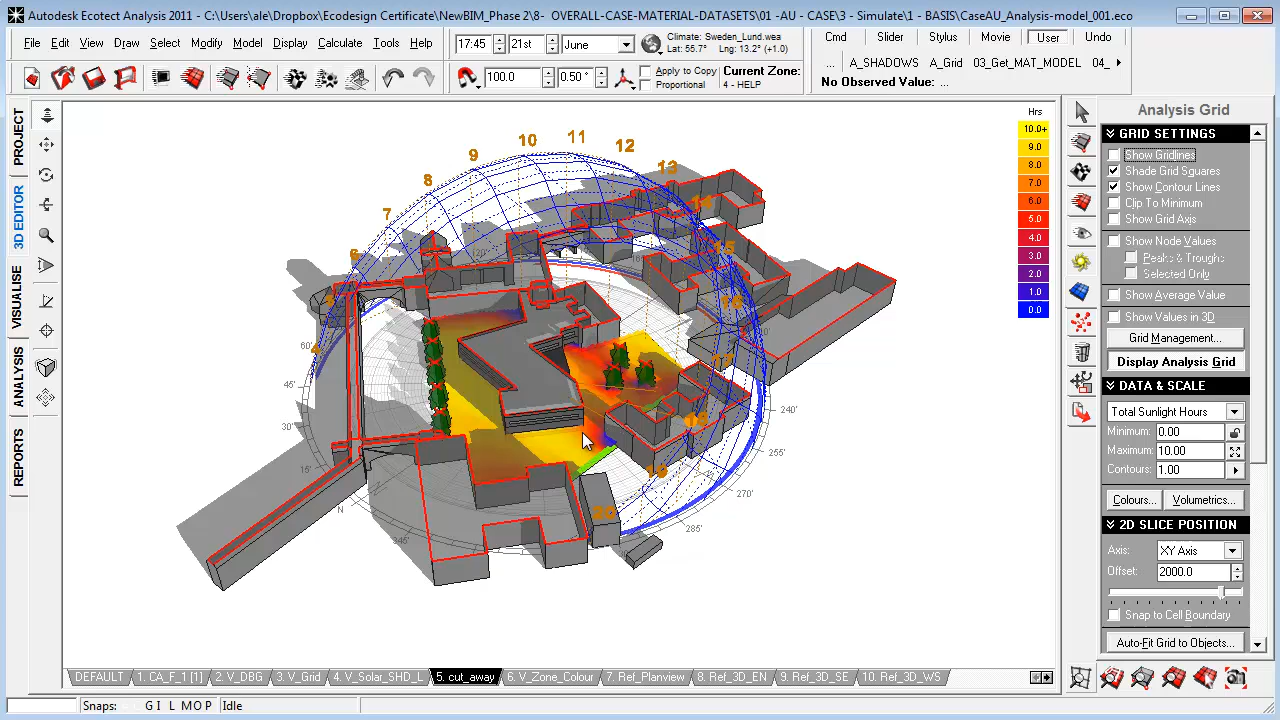 Autodesk Ecotect Analysis 2011 - C:\Users\ale\Dropbox\Ecodesign Certificate\NewBIM_Phase 2\8- OVERALL-CASE-MATERIAL-DATASETS\01 -AU - CASE\3 - Simulate\1 - BASIS\CaseAU_Analysis-model_001.eco
File Edit View Draw Select Modify Model Display Calculate Tools Help
17:45 21st June
Climate: Sweden_Lund.wea
Lat: 55.7° Lng: 13.2° (+1.0)
Cmd Slider Stylus Movie User Undo
... A_SHADOWS A_Grid 03_Get_MAT_MODEL 04_
No Observed Value: ...
100.0 0.50 °
Apply to Copy
Proportional
Current Zone:
4 - HELP
PROJECT
3D EDITOR
VISUALISE
ANALYSIS
REPORTS
Hrs
10.0+
9.0
8.0
7.0
6.0
5.0
4.0
3.0
2.0
1.0
0.0
6 7 8 9 10 11 12 13 14 15 16 17 18 19 20
60° 45° 30° 15° N 345°
240° 255° 270° 285°
Analysis Grid
GRID SETTINGS
Show Gridlines
Shade Grid Squares
Show Contour Lines
Clip To Minimum
Show Grid Axis
Show Node Values
Peaks & Troughs
Selected Only
Show Average Value
Show Values in 3D
Grid Management...
Display Analysis Grid
DATA & SCALE
Total Sunlight Hours
Minimum: 0.00
Maximum: 10.00
Contours: 1.00
Colours... Volumetrics...
2D SLICE POSITION
Axis: XY Axis
Offset: 2000.0
Snap to Cell Boundary
Auto-Fit Grid to Objects...
DEFAULT 1. CA_F_1 [1] 2. V_DBG 3. V_Grid 4. V_Solar_SHD_L 5. cut_away 6. V_Zone_Colour 7. Ref_Planview 8. Ref_3D_EN 9. Ref_3D_SE 10. Ref_3D_WS
Snaps: G I L M O P Idle